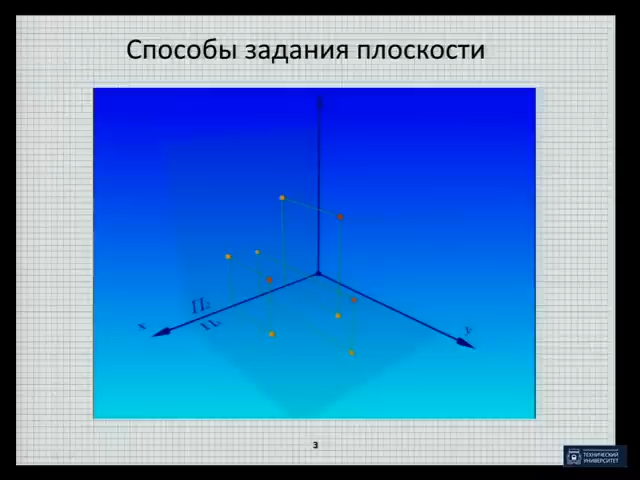 Способы задания плоскости
x
П₂
П₁
y
3
ТЕХНИЧЕСКИЙ
УНИВЕРСИТЕТ